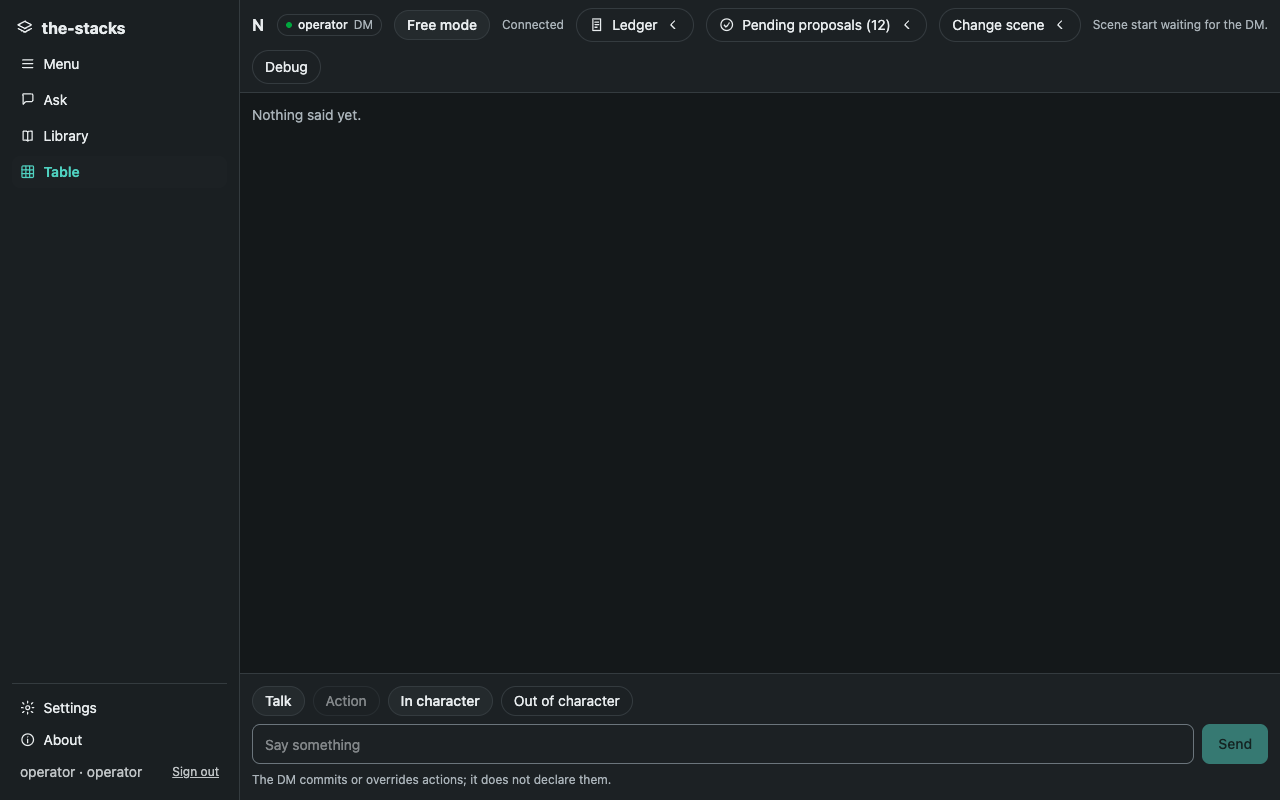 the-stacks
Menu
Ask
Library
Table
Settings
About
operator · operator Sign out
N operator DM Free mode Connected Ledger Pending proposals (12) Change scene Scene start waiting for the DM.
Debug
Nothing said yet.
Talk Action In character Out of character
Say something Send
The DM commits or overrides actions; it does not declare them.